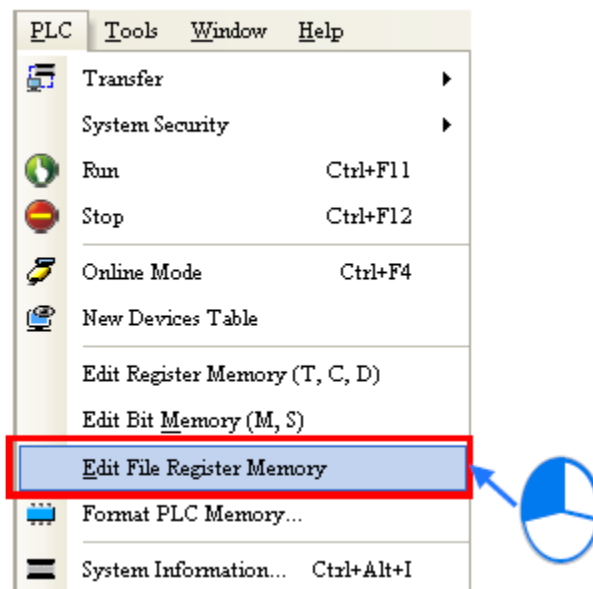 PLC Tools Window Help
Transfer
System Security
Run Ctrl+F11
Stop Ctrl+F12
Online Mode Ctrl+F4
New Devices Table
Edit Register Memory (T, C, D)
Edit Bit Memory (M, S)
Edit File Register Memory
Format PLC Memory...
System Information... Ctrl+Alt+I